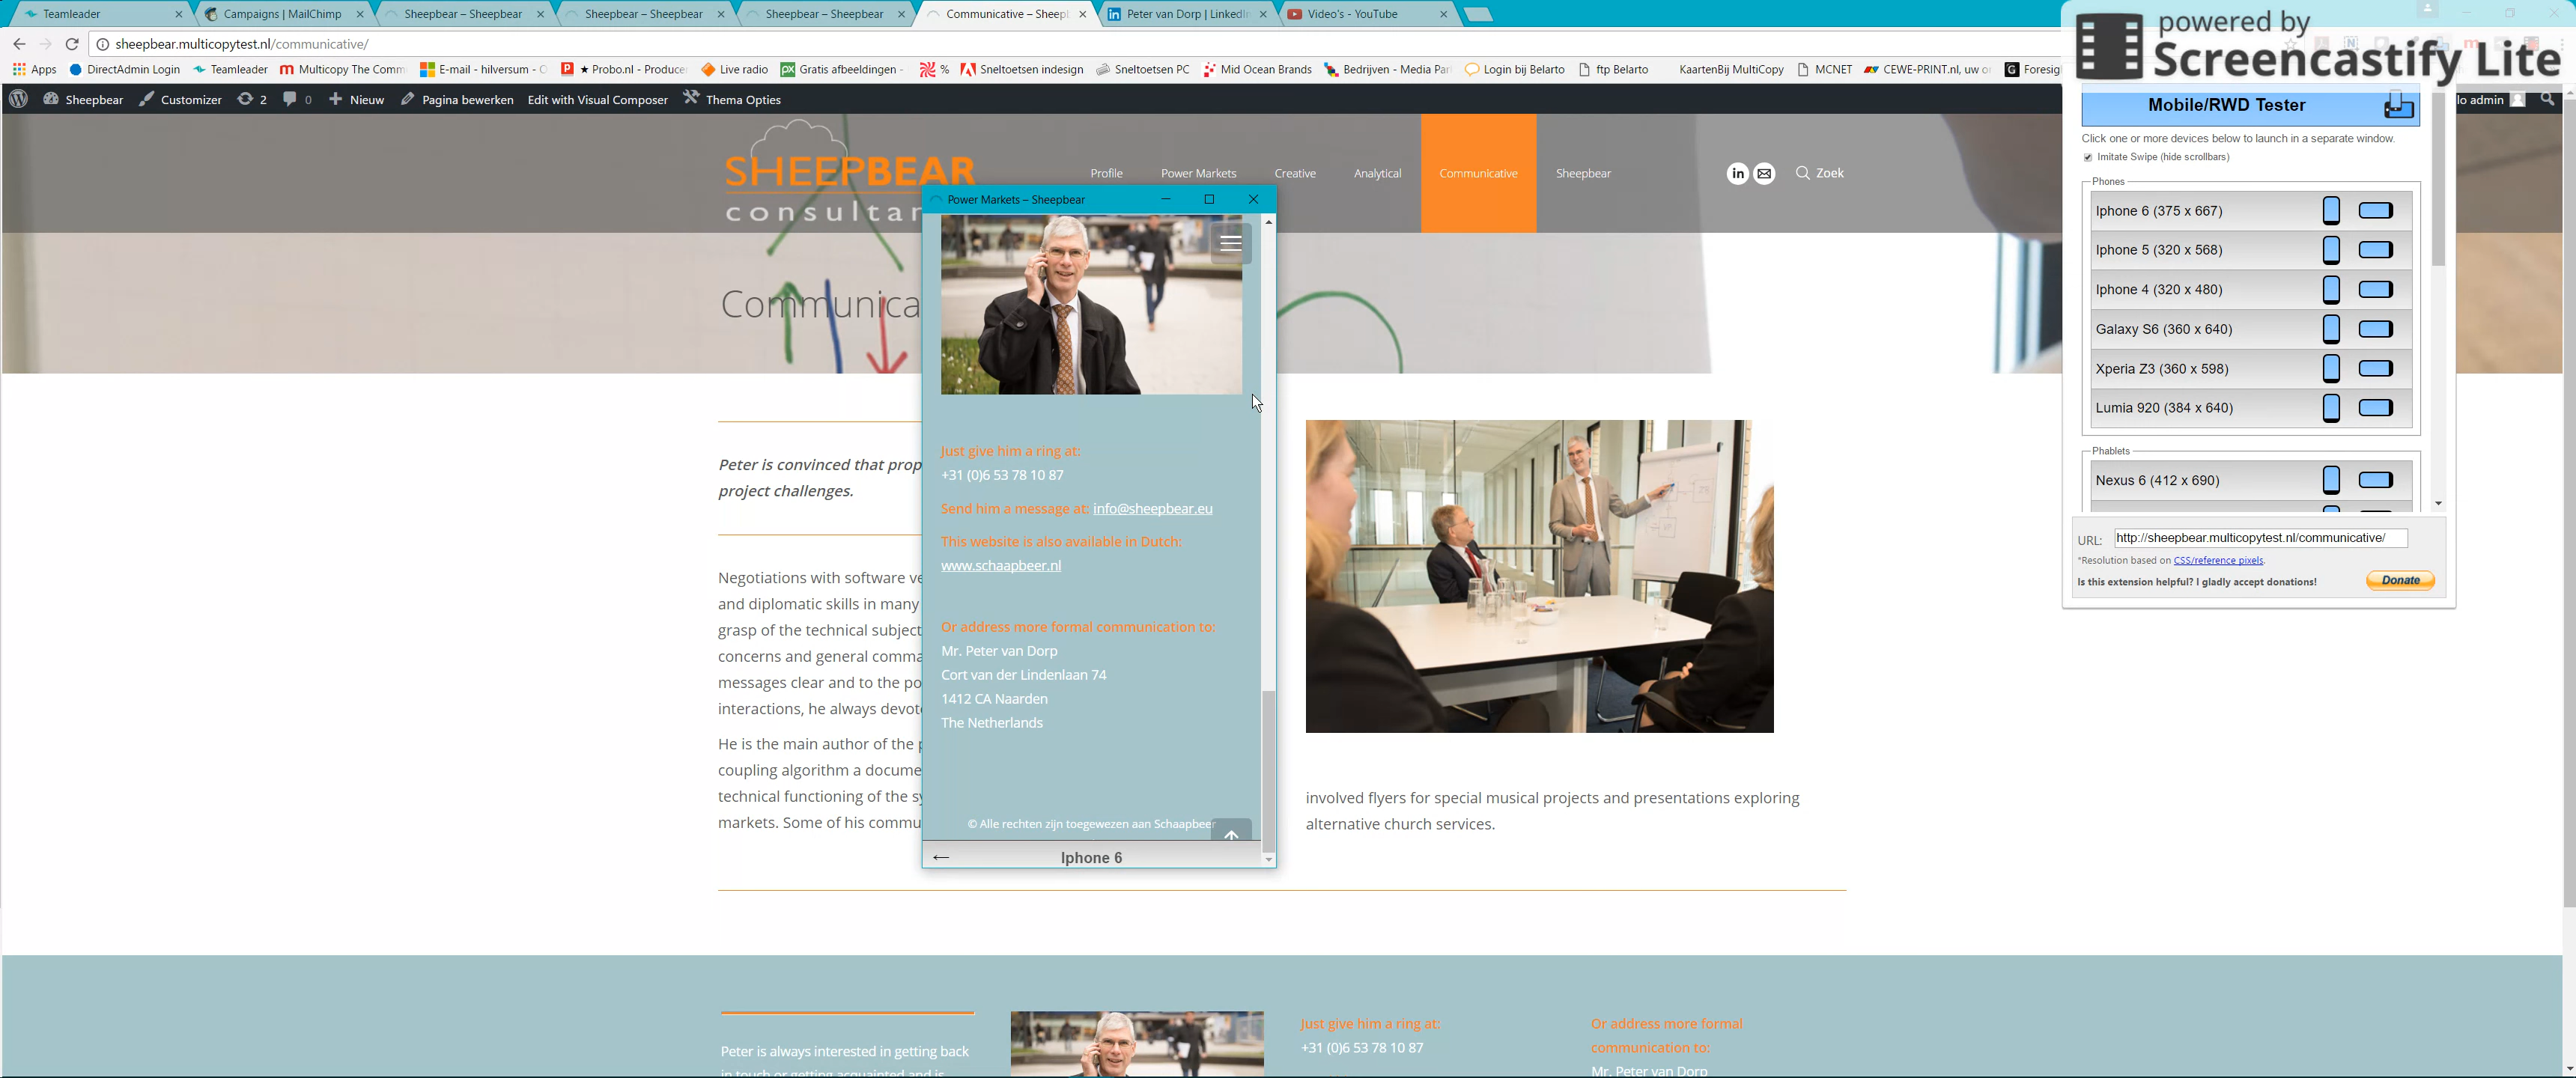 Teamleader
Campaigns | MailChimp
Sheepbear – Sheepbear
Sheepbear – Sheepbear
Sheepbear – Sheepbear
Communicative – Sheep
Peter van Dorp | LinkedIn
Video's - YouTube
sheepbear.multicopytest.nl/communicative/
Apps
DirectAdmin Login
Teamleader
Multicopy The Comm
E-mail - hilversum - O
★ Probo.nl - Produce
Live radio
Gratis afbeeldingen -
%
Sneltoetsen indesign
Sneltoetsen PC
Mid Ocean Brands
Bedrijven - Media Par
Login bij Belarto
ftp Belarto
KaartenBij MultiCopy
MCNET
CEWE-PRINT.nl, uw o
Foresig
powered by
Screencastify Lite
Sheepbear
Customizer
2
0
Nieuw
Pagina bewerken
Edit with Visual Composer
Thema Opties
lo admin
SHEEPBEAR
consultan
Profile
Power Markets
Creative
Analytical
Communicative
Sheepbear
in
Zoek
Communica
Peter is convinced that prop
project challenges.
Negotiations with software ve
and diplomatic skills in many
grasp of the technical subject
concerns and general comma
messages clear and to the po
interactions, he always devot
He is the main author of the p
coupling algorithm a docume
technical functioning of the sy
markets. Some of his commu
Power Markets – Sheepbear
Just give him a ring at:
+31 (0)6 53 78 10 87
Send him a message at: info@sheepbear.eu
This website is also available in Dutch:
www.schaapbeer.nl
Or address more formal communication to:
Mr. Peter van Dorp
Cort van der Lindenlaan 74
1412 CA Naarden
The Netherlands
© Alle rechten zijn toegewezen aan Schaapbeer
Iphone 6
involved flyers for special musical projects and presentations exploring
alternative church services.
Mobile/RWD Tester
Click one or more devices below to launch in a separate window.
Imitate Swipe (hide scrollbars)
Phones
Iphone 6 (375 x 667)
Iphone 5 (320 x 568)
Iphone 4 (320 x 480)
Galaxy S6 (360 x 640)
Xperia Z3 (360 x 598)
Lumia 920 (384 x 640)
Phablets
Nexus 6 (412 x 690)
URL: http://sheepbear.multicopytest.nl/communicative/
*Resolution based on CSS/reference pixels.
Is this extension helpful? I gladly accept donations!
Donate
Peter is always interested in getting back
in touch or getting acquainted and is
Just give him a ring at:
+31 (0)6 53 78 10 87
Or address more formal
communication to:
Mr. Peter van Dorp